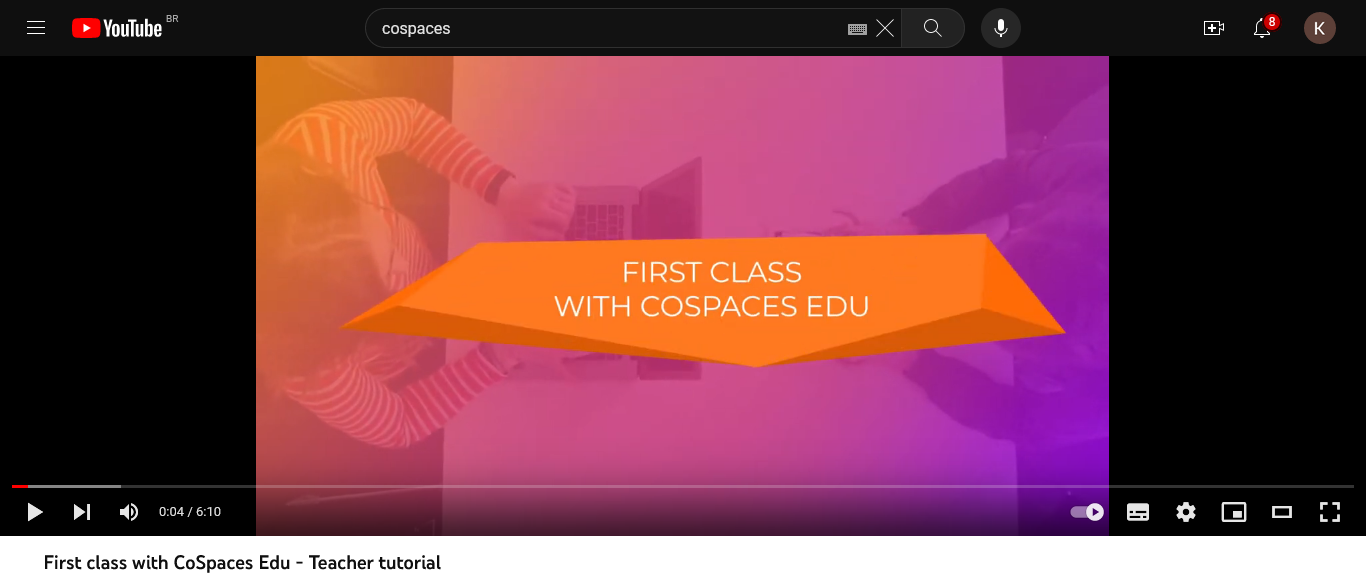 YouTube BR
cospaces
8
K
FIRST CLASS
WITH COSPACES EDU
0:04 / 6:10
First class with CoSpaces Edu - Teacher tutorial